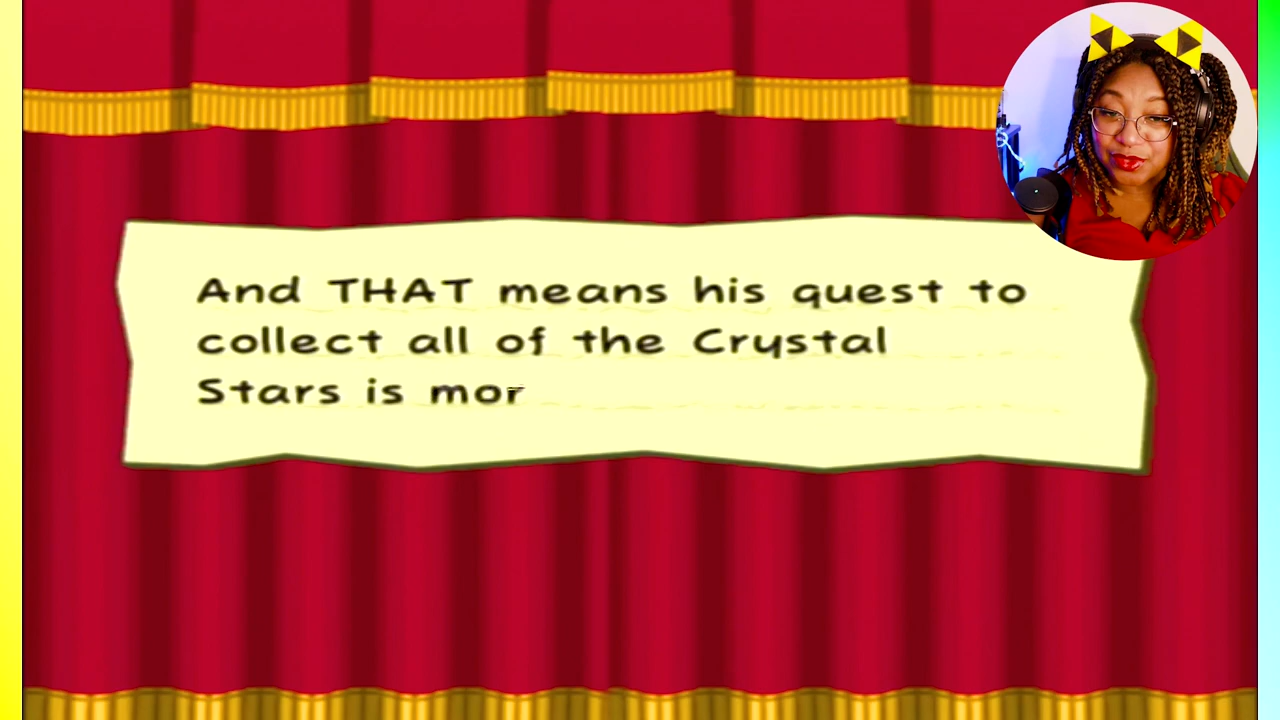 And THAT means his quest to
collect all of the Crystal
Stars is mor